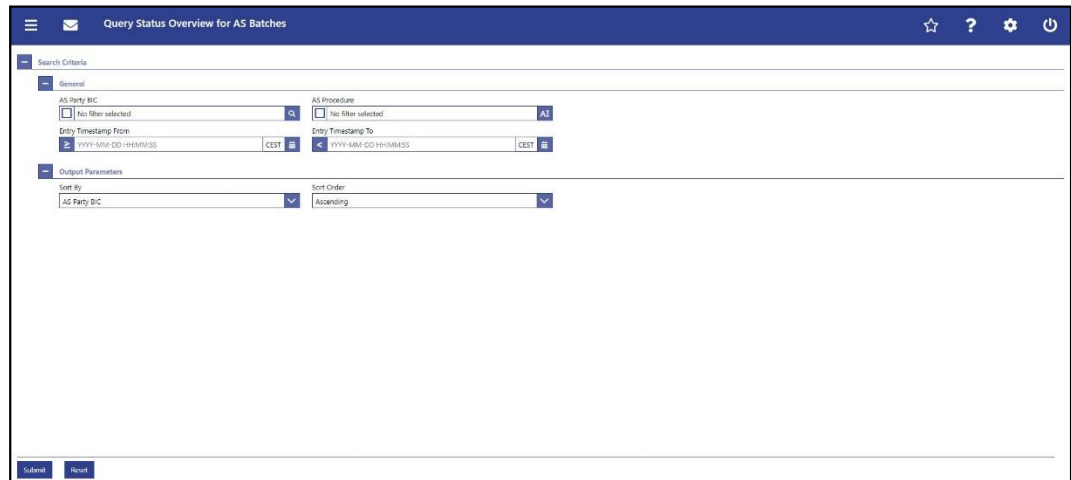 Query Status Overview for AS Batches
?
Search Criteria
General
AS Party BIC AS Procedure
No filter selected No filter selected AI
Entry Timestamp From Entry Timestamp To
≥ YYYY-MM-DD HH:MM:SS CEST < YYYY-MM-DD HH:MM:SS CEST
Output Parameters
Sort By Sort Order
AS Party BIC Ascending
Submit Reset